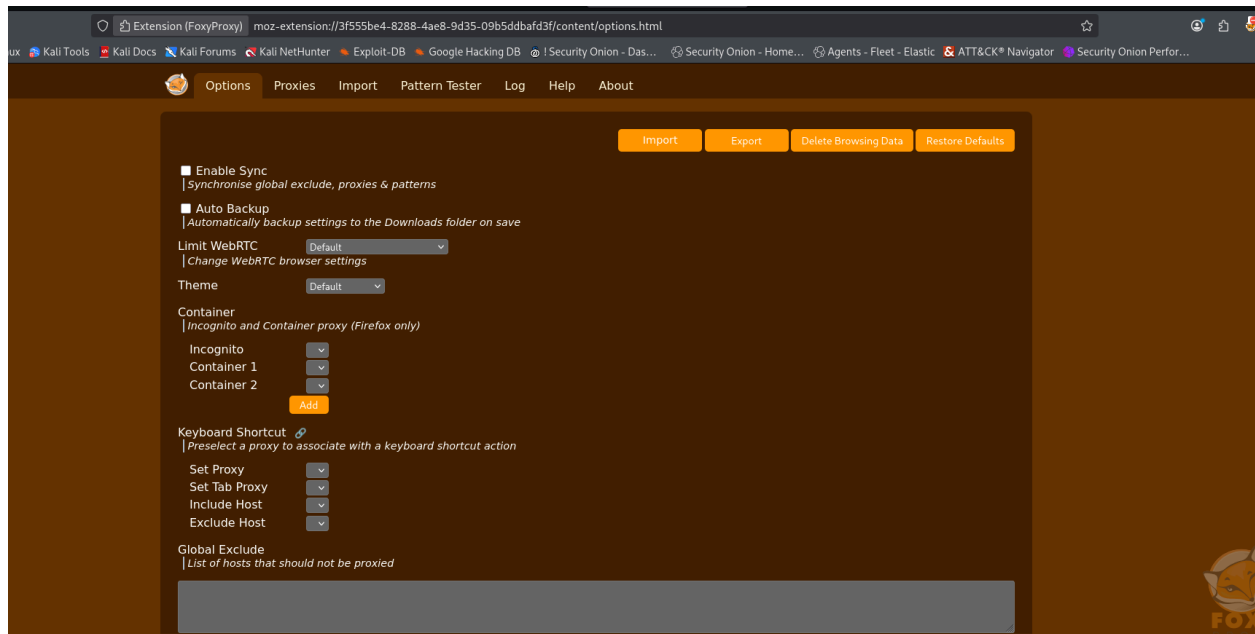 Extension (FoxyProxy) moz-extension://3f555be4-8288-4ae8-9d35-09b5ddbafd3f/content/options.html
ux Kali Tools Kali Docs Kali Forums Kali NetHunter Exploit-DB Google Hacking DB ! Security Onion - Das... Security Onion - Home... Agents - Fleet - Elastic ATT&CK® Navigator Security Onion Perfor...
Options Proxies Import Pattern Tester Log Help About
Import Export Delete Browsing Data Restore Defaults
Enable Sync
Synchronise global exclude, proxies & patterns
Auto Backup
Automatically backup settings to the Downloads folder on save
Limit WebRTC Default
Change WebRTC browser settings
Theme Default
Container
Incognito and Container proxy (Firefox only)
Incognito
Container 1
Container 2
Add
Keyboard Shortcut
Preselect a proxy to associate with a keyboard shortcut action
Set Proxy
Set Tab Proxy
Include Host
Exclude Host
Global Exclude
List of hosts that should not be proxied
FOX